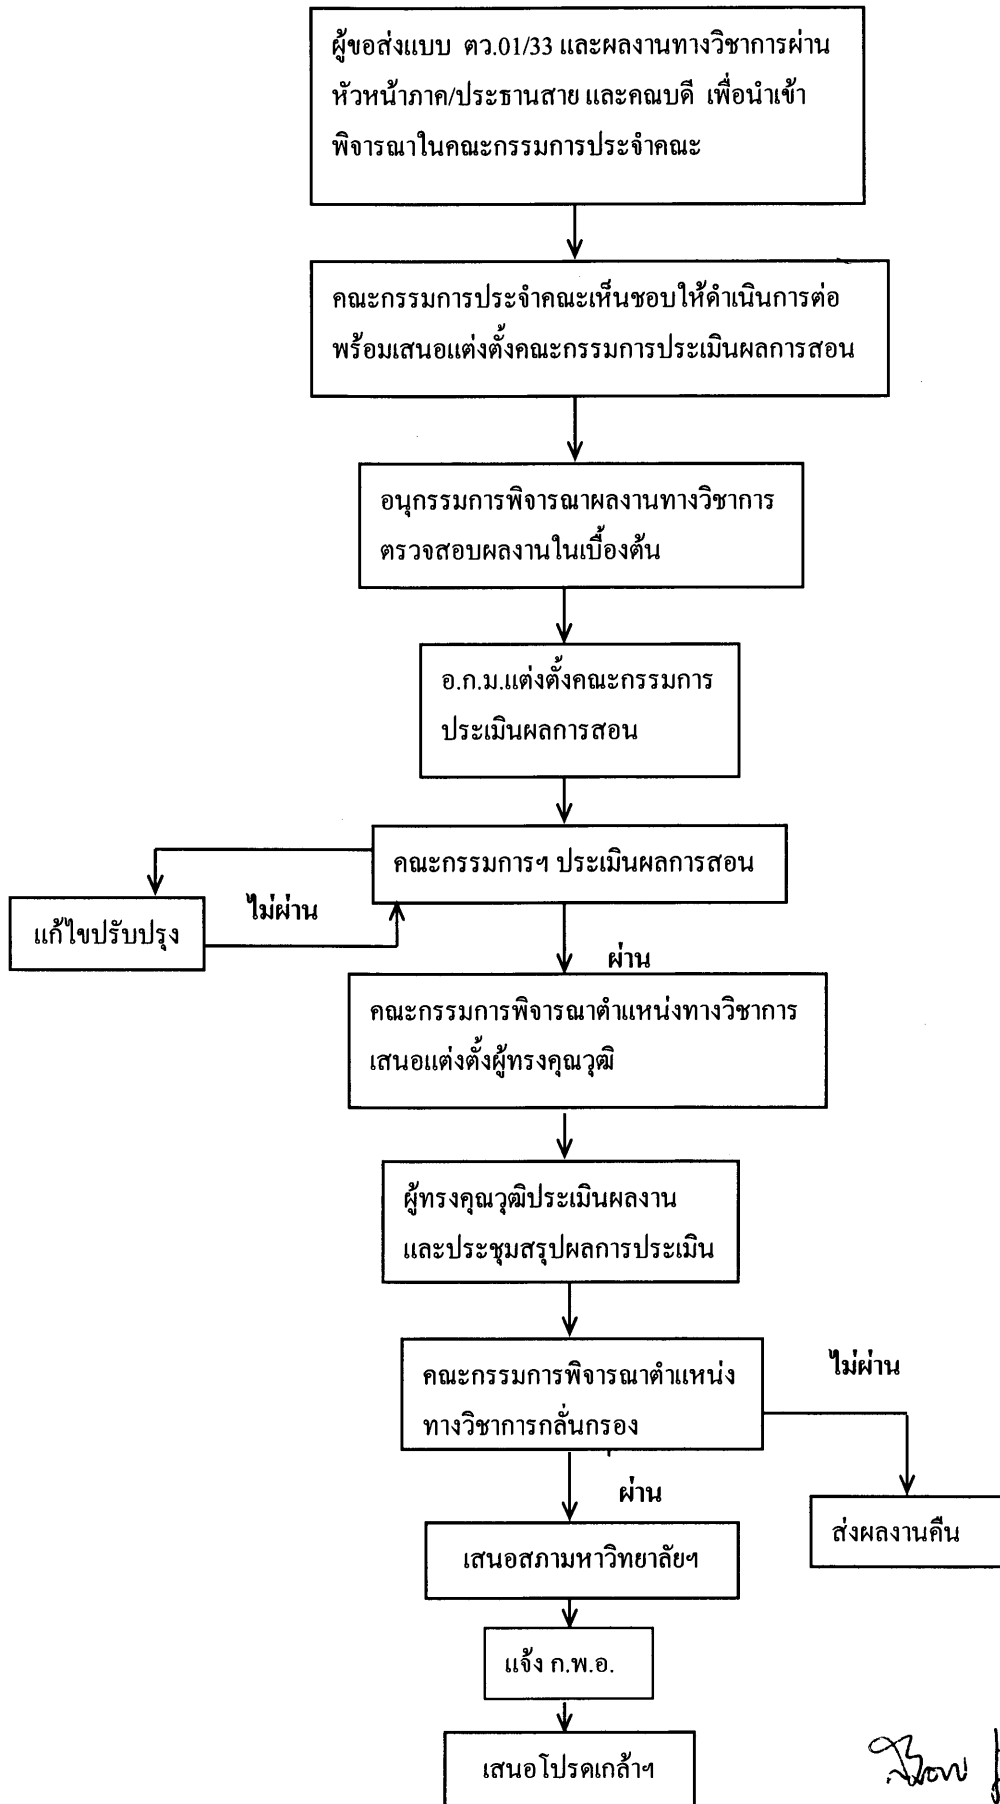 ผู้ขอส่งแบบ ตว.01/33 และผลงานทางวิชาการผ่าน
หัวหน้าภาค/ประธานสาย และคณบดี เพื่อนำเข้า
พิจารณาในคณะกรรมการประจำคณะ
คณะกรรมการประจำคณะเห็นชอบให้ดำเนินการต่อ
พร้อมเสนอแต่งตั้งคณะกรรมการประเมินผลการสอน
อนุกรรมการพิจารณาผลงานทางวิชาการ
ตรวจสอบผลงานในเบื้องต้น
อ.ก.ม.แต่งตั้งคณะกรรมการ
ประเมินผลการสอน
คณะกรรมการฯ ประเมินผลการสอน
ไม่ผ่าน
แก้ไขปรับปรุง
ผ่าน
คณะกรรมการพิจารณาตำแหน่งทางวิชาการ
เสนอแต่งตั้งผู้ทรงคุณวุฒิ
ผู้ทรงคุณวุฒิประเมินผลงาน
และประชุมสรุปผลการประเมิน
คณะกรรมการพิจารณาตำแหน่ง
ทางวิชาการกลั่นกรอง
ไม่ผ่าน
ผ่าน
ส่งผลงานคืน
เสนอสภามหาวิทยาลัยฯ
แจ้ง ก.พ.อ.
เสนอโปรดเกล้าฯ